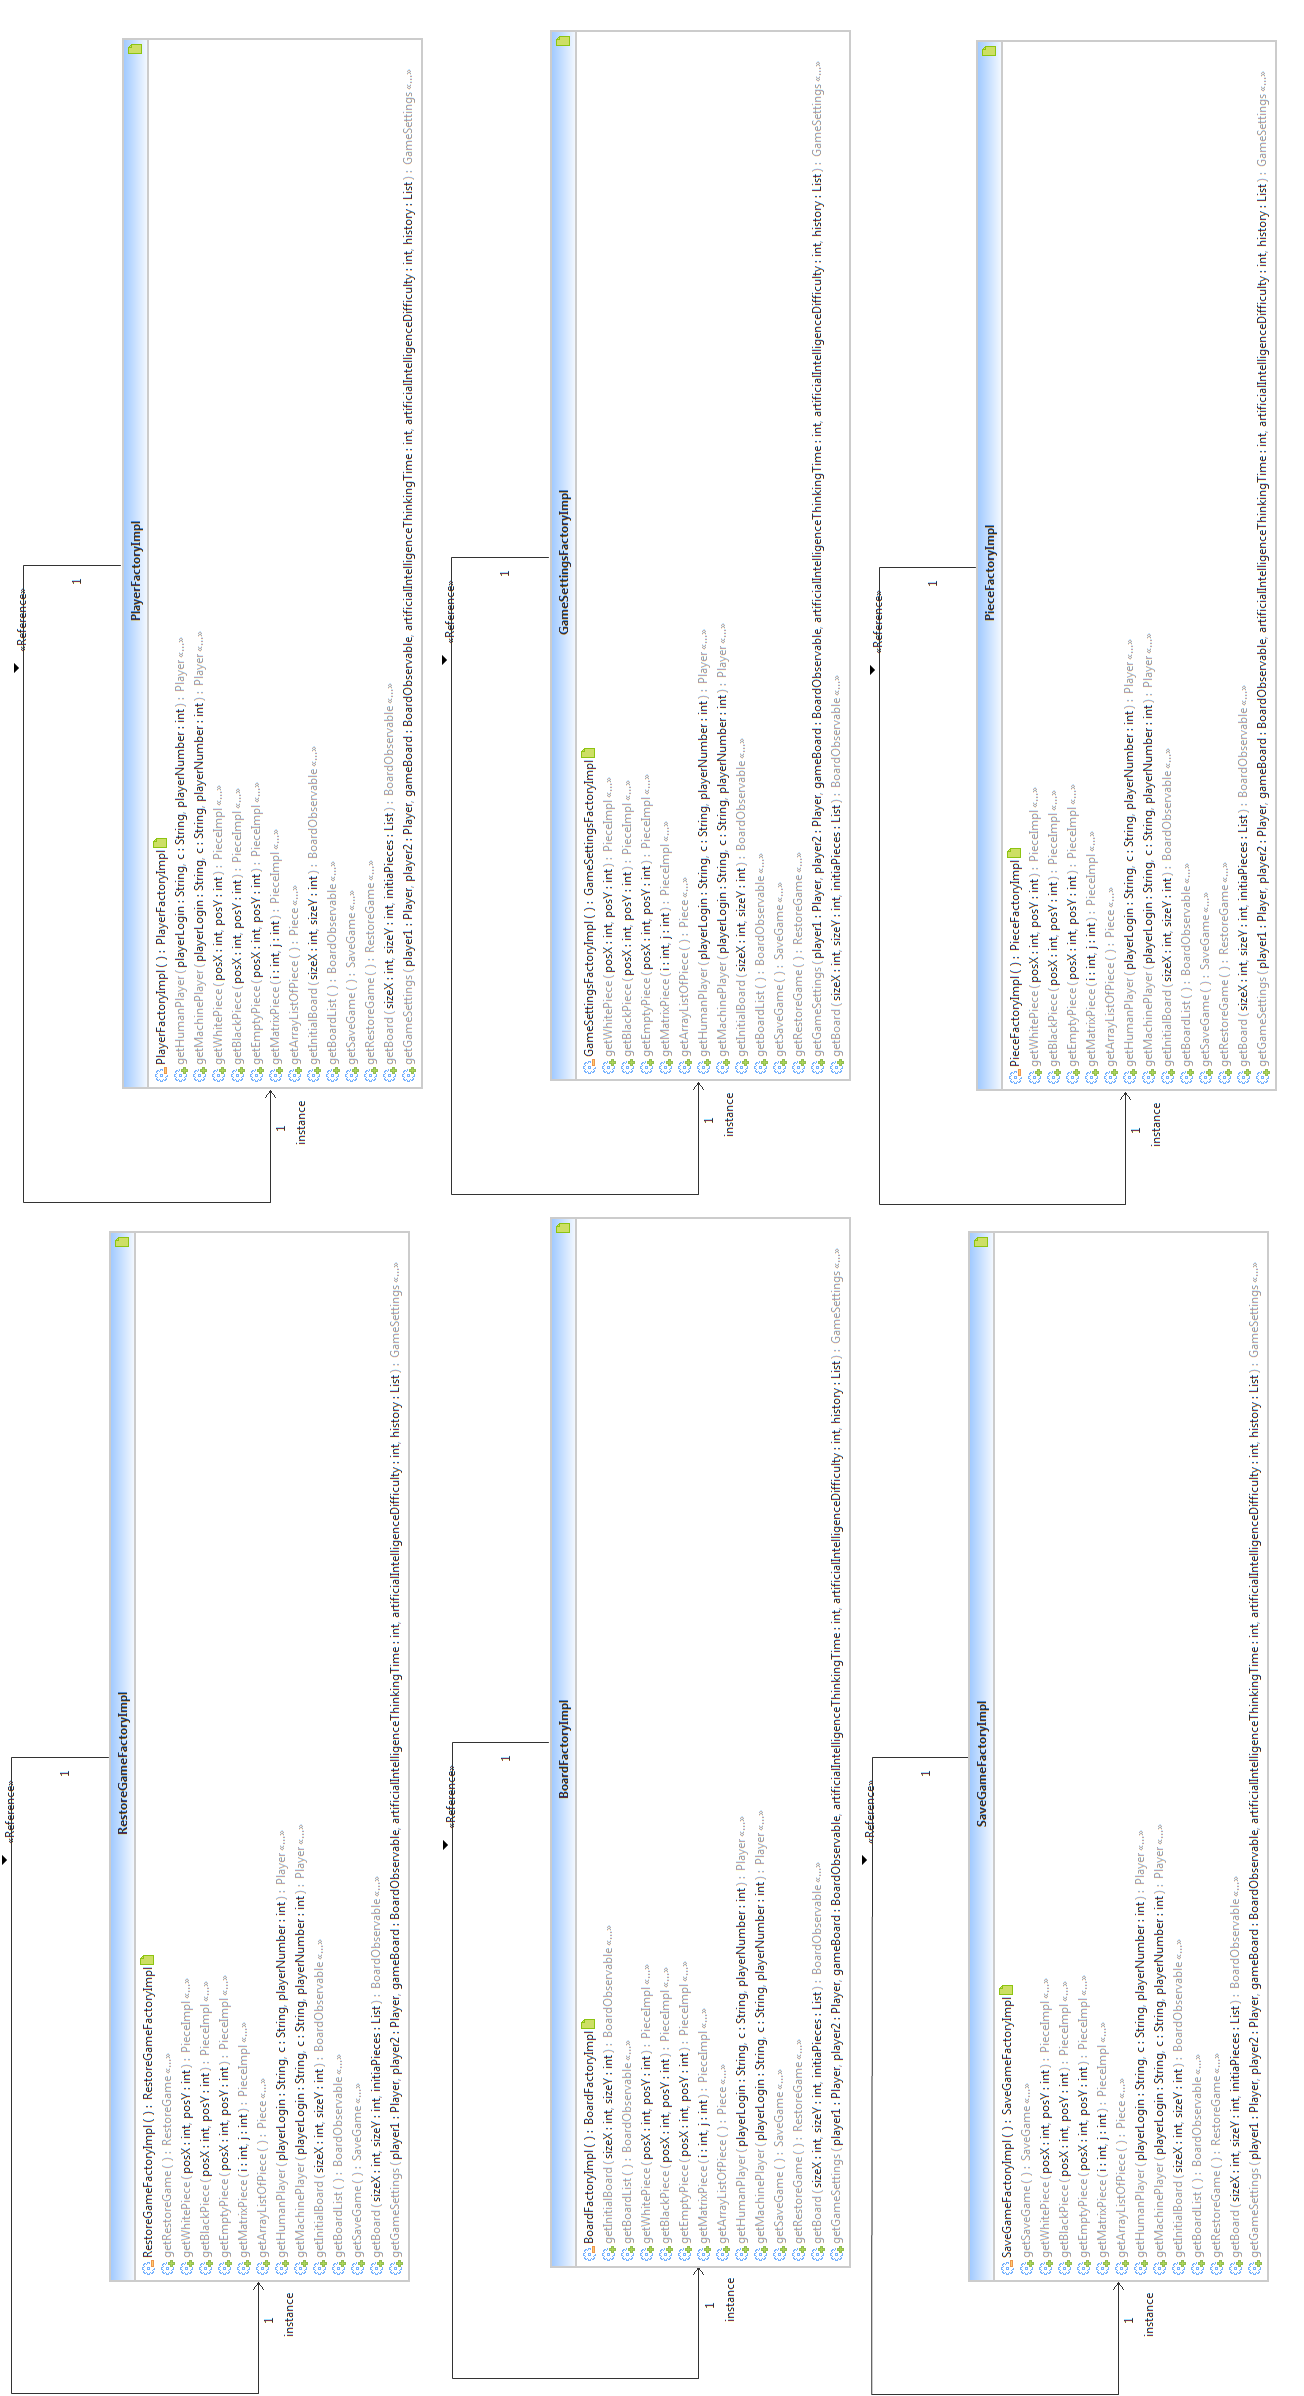 «Reference»
1
RestoreGameFactoryImpl
RestoreGameFactoryImpl ( ) : RestoreGameFactoryImpl
getRestoreGame ( ) : RestoreGame «...»
getWhitePiece ( posX : int, posY : int ) : PieceImpl «...»
getBlackPiece ( posX : int, posY : int ) : PieceImpl «...»
getEmptyPiece ( posX : int, posY : int ) : PieceImpl «...»
getMatrixPiece ( i : int, j : int ) : PieceImpl «...»
getArrayListOfPiece ( ) : Piece «...»
getHumanPlayer ( playerLogin : String, c : String, playerNumber : int ) : Player «...»
getMachinePlayer ( playerLogin : String, c : String, playerNumber : int ) : Player «...»
getInitialBoard ( sizeX : int, sizeY : int ) : BoardObservable «...»
getBoardList ( ) : BoardObservable «...»
getSaveGame ( ) : SaveGame «...»
getBoard ( sizeX : int, sizeY : int, initiaPieces : List ) : BoardObservable «...»
getGameSettings ( player1 : Player, player2 : Player, gameBoard : BoardObservable, artificialIntelligenceThinkingTime : int, artificialIntelligenceDifficulty : int, history : List ) : GameSettings «...»
1
instance
«Reference»
1
PlayerFactoryImpl
PlayerFactoryImpl ( ) : PlayerFactoryImpl
getHumanPlayer ( playerLogin : String, c : String, playerNumber : int ) : Player «...»
getMachinePlayer ( playerLogin : String, c : String, playerNumber : int ) : Player «...»
getWhitePiece ( posX : int, posY : int ) : PieceImpl «...»
getBlackPiece ( posX : int, posY : int ) : PieceImpl «...»
getEmptyPiece ( posX : int, posY : int ) : PieceImpl «...»
getMatrixPiece ( i : int, j : int ) : PieceImpl «...»
getArrayListOfPiece ( ) : Piece «...»
getInitialBoard ( sizeX : int, sizeY : int ) : BoardObservable «...»
getBoardList ( ) : BoardObservable «...»
getSaveGame ( ) : SaveGame «...»
getRestoreGame ( ) : RestoreGame «...»
getBoard ( sizeX : int, sizeY : int, initiaPieces : List ) : BoardObservable «...»
getGameSettings ( player1 : Player, player2 : Player, gameBoard : BoardObservable, artificialIntelligenceThinkingTime : int, artificialIntelligenceDifficulty : int, history : List ) : GameSettings «...»
1
instance
«Reference»
1
BoardFactoryImpl
BoardFactoryImpl ( ) : BoardFactoryImpl
getInitialBoard ( sizeX : int, sizeY : int ) : BoardObservable «...»
getBoardList ( ) : BoardObservable «...»
getWhitePiece ( posX : int, posY : int ) : PieceImpl «...»
getBlackPiece ( posX : int, posY : int ) : PieceImpl «...»
getEmptyPiece ( posX : int, posY : int ) : PieceImpl «...»
getMatrixPiece ( i : int, j : int ) : PieceImpl «...»
getArrayListOfPiece ( ) : Piece «...»
getHumanPlayer ( playerLogin : String, c : String, playerNumber : int ) : Player «...»
getMachinePlayer ( playerLogin : String, c : String, playerNumber : int ) : Player «...»
getSaveGame ( ) : SaveGame «...»
getRestoreGame ( ) : RestoreGame «...»
getBoard ( sizeX : int, sizeY : int, initiaPieces : List ) : BoardObservable «...»
getGameSettings ( player1 : Player, player2 : Player, gameBoard : BoardObservable, artificialIntelligenceThinkingTime : int, artificialIntelligenceDifficulty : int, history : List ) : GameSettings «...»
1
instance
«Reference»
1
GameSettingsFactoryImpl
GameSettingsFactoryImpl ( ) : GameSettingsFactoryImpl
getWhitePiece ( posX : int, posY : int ) : PieceImpl «...»
getBlackPiece ( posX : int, posY : int ) : PieceImpl «...»
getEmptyPiece ( posX : int, posY : int ) : PieceImpl «...»
getMatrixPiece ( i : int, j : int ) : PieceImpl «...»
getArrayListOfPiece ( ) : Piece «...»
getHumanPlayer ( playerLogin : String, c : String, playerNumber : int ) : Player «...»
getMachinePlayer ( playerLogin : String, c : String, playerNumber : int ) : Player «...»
getInitialBoard ( sizeX : int, sizeY : int ) : BoardObservable «...»
getBoardList ( ) : BoardObservable «...»
getSaveGame ( ) : SaveGame «...»
getRestoreGame ( ) : RestoreGame «...»
getGameSettings ( player1 : Player, player2 : Player, gameBoard : BoardObservable, artificialIntelligenceThinkingTime : int, artificialIntelligenceDifficulty : int, history : List ) : GameSettings «...»
getBoard ( sizeX : int, sizeY : int, initiaPieces : List ) : BoardObservable «...»
1
instance
«Reference»
1
SaveGameFactoryImpl
SaveGameFactoryImpl ( ) : SaveGameFactoryImpl
getSaveGame ( ) : SaveGame «...»
getWhitePiece ( posX : int, posY : int ) : PieceImpl «...»
getBlackPiece ( posX : int, posY : int ) : PieceImpl «...»
getEmptyPiece ( posX : int, posY : int ) : PieceImpl «...»
getMatrixPiece ( i : int, j : int ) : PieceImpl «...»
getArrayListOfPiece ( ) : Piece «...»
getHumanPlayer ( playerLogin : String, c : String, playerNumber : int ) : Player «...»
getMachinePlayer ( playerLogin : String, c : String, playerNumber : int ) : Player «...»
getInitialBoard ( sizeX : int, sizeY : int ) : BoardObservable «...»
getBoardList ( ) : BoardObservable «...»
getRestoreGame ( ) : RestoreGame «...»
getBoard ( sizeX : int, sizeY : int, initiaPieces : List ) : BoardObservable «...»
getGameSettings ( player1 : Player, player2 : Player, gameBoard : BoardObservable, artificialIntelligenceThinkingTime : int, artificialIntelligenceDifficulty : int, history : List ) : GameSettings «...»
1
instance
«Reference»
1
PieceFactoryImpl
PieceFactoryImpl ( ) : PieceFactoryImpl
getWhitePiece ( posX : int, posY : int ) : PieceImpl «...»
getBlackPiece ( posX : int, posY : int ) : PieceImpl «...»
getEmptyPiece ( posX : int, posY : int ) : PieceImpl «...»
getMatrixPiece ( i : int, j : int ) : PieceImpl «...»
getArrayListOfPiece ( ) : Piece «...»
getHumanPlayer ( playerLogin : String, c : String, playerNumber : int ) : Player «...»
getMachinePlayer ( playerLogin : String, c : String, playerNumber : int ) : Player «...»
getInitialBoard ( sizeX : int, sizeY : int ) : BoardObservable «...»
getBoardList ( ) : BoardObservable «...»
getSaveGame ( ) : SaveGame «...»
getRestoreGame ( ) : RestoreGame «...»
getBoard ( sizeX : int, sizeY : int, initiaPieces : List ) : BoardObservable «...»
getGameSettings ( player1 : Player, player2 : Player, gameBoard : BoardObservable, artificialIntelligenceThinkingTime : int, artificialIntelligenceDifficulty : int, history : List ) : GameSettings «...»
1
instance